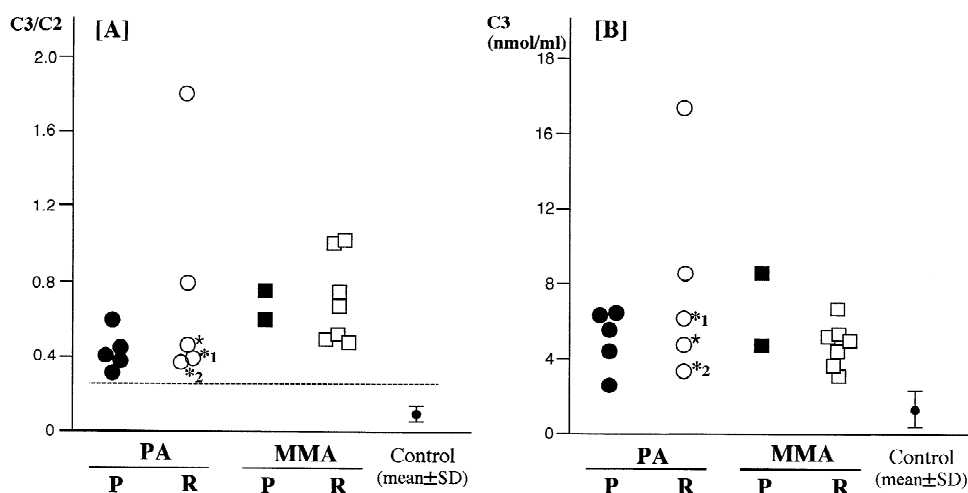 C3/C2 [A]
2.0
1.6
1.2
0.8
0.4
0
*
*1
*2
PA MMA Control
(mean±SD)
P R P R
C3
(nmol/ml) [B]
18
16
12
8
4
0
*1
*
*2
PA MMA Control
(mean±SD)
P R P R